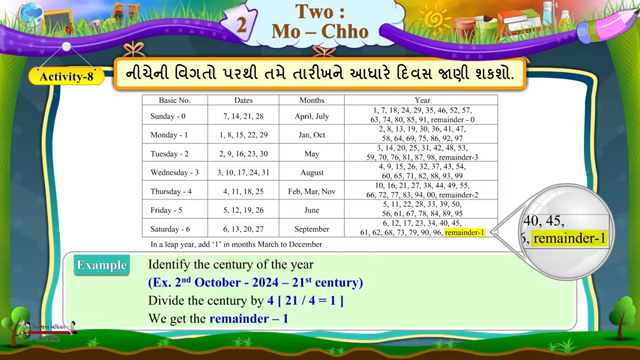 2
Two :
Mo – Chho
Activity-8
નીચેની વિગતો પરથી તમે તારીખને આધારે દિવસ જાણી શકશો.
Basic No. Dates Months Year
Sunday - 0 7, 14, 21, 28 April, July 1, 7, 18, 24, 29, 35, 46, 52, 57,
63, 74, 80, 85, 91, remainder - 0
Monday - 1 1, 8, 15, 22, 29 Jan, Oct 2, 8, 13, 19, 30, 36, 41, 47,
58, 64, 69, 75, 86, 92, 97
Tuesday - 2 2, 9, 16, 23, 30 May 3, 14, 20, 25, 31, 42, 48, 53,
59, 70, 76, 81, 87, 98, remainder-3
Wednesday - 3 3, 10, 17, 24, 31 August 4, 9, 15, 26, 32, 37, 43, 54,
60, 65, 71, 82, 88, 93, 99
Thursday - 4 4, 11, 18, 25 Feb, Mar, Nov 10, 16, 21, 27, 38, 44, 49, 55,
66, 72, 77, 83, 94, 00, remainder-2
Friday - 5 5, 12, 19, 26 June 5, 11, 22, 28, 33, 39, 50,
56, 61, 67, 78, 84, 89, 95
Saturday - 6 6, 13, 20, 27 September 6, 12, 17, 23, 34, 40, 45,
61, 62, 68, 73, 79, 90, 96, remainder-1
In a leap year, add ‘1’ in months March to December
40, 45,
6, remainder-1
Example
Identify the century of the year
(Ex. 2nd October - 2024 – 21st century)
Divide the century by 4 [ 21 / 4 = 1 ]
We get the remainder – 1